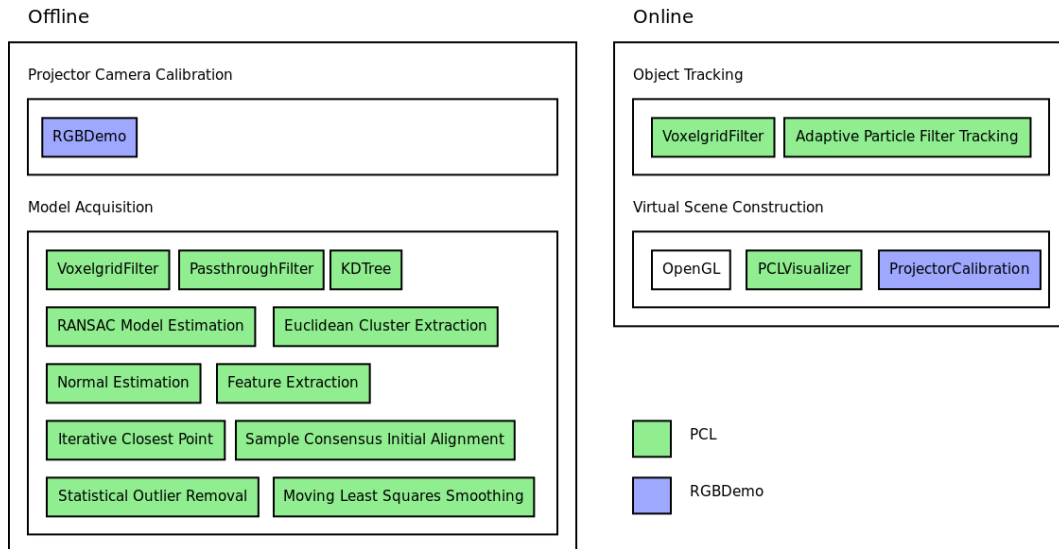 Offline
Projector Camera Calibration
RGBDemo
Model Acquisition
VoxelgridFilter PassthroughFilter KDTree
RANSAC Model Estimation Euclidean Cluster Extraction
Normal Estimation Feature Extraction
Iterative Closest Point Sample Consensus Initial Alignment
Statistical Outlier Removal Moving Least Squares Smoothing
Online
Object Tracking
VoxelgridFilter Adaptive Particle Filter Tracking
Virtual Scene Construction
OpenGL PCLVisualizer ProjectorCalibration
PCL
RGBDemo